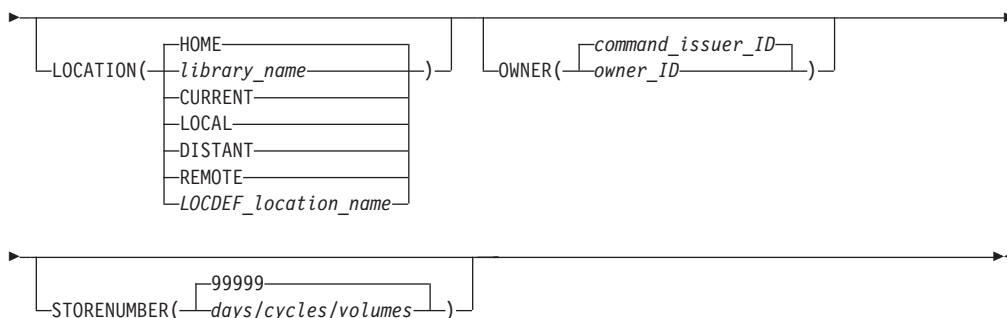 HOME
command_issuer_ID
LOCATION( library_name )
OWNER( owner_ID )
CURRENT
LOCAL
DISTANT
REMOTE
LOCDEF_location_name
99999
STORENUMBER( days/cycles/volumes )